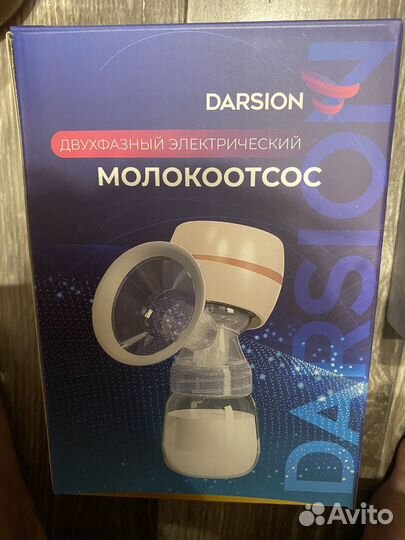 DARSION
ДВУХФАЗНЫЙ ЭЛЕКТРИЧЕСКИЙ
МОЛОКООТСОС
DARSION
Avito